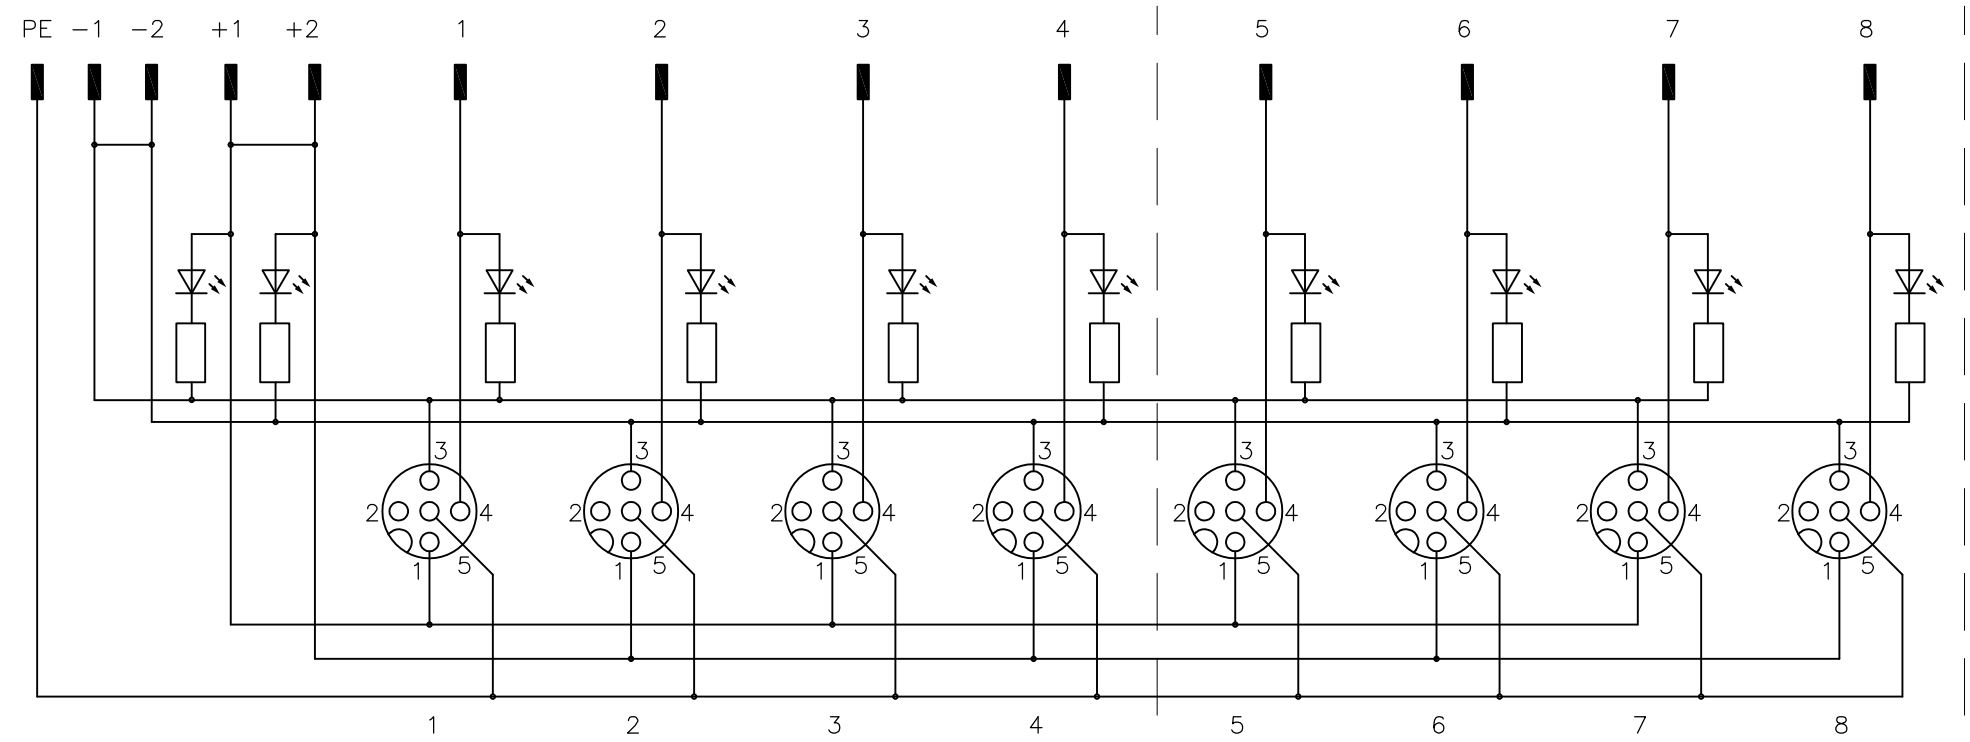 PE -1 -2 +1 +2 1 2 3 4 5 6 7 8
3 3 3 3 3 3 3 3
2 4 2 4 2 4 2 4 2 4 2 4 2 4 2 4
1 5 1 5 1 5 1 5 1 5 1 5 1 5 1 5
1 2 3 4 5 6 7 8